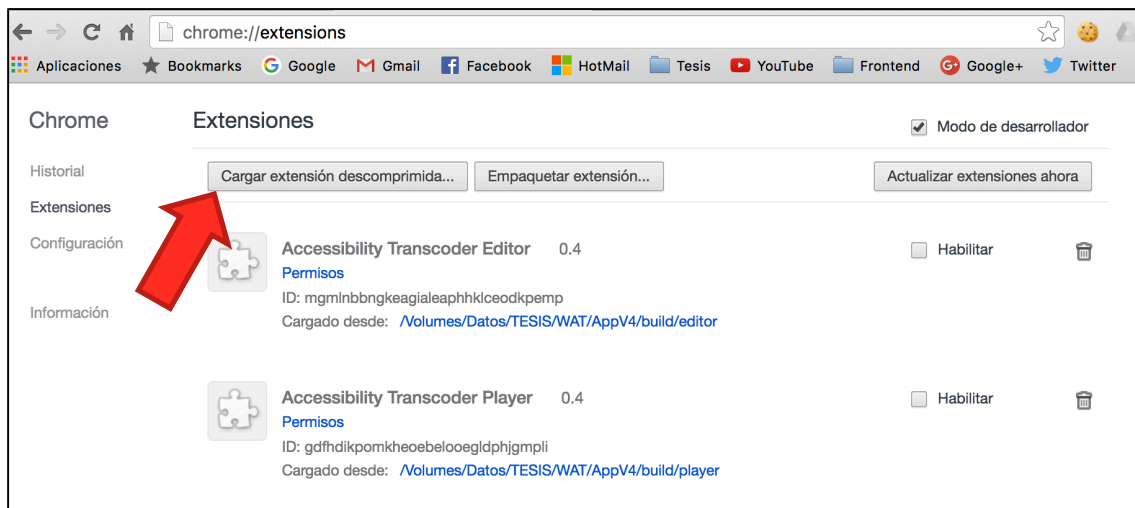 chrome://extensions
Aplicaciones Bookmarks Google Gmail Facebook HotMail Tesis YouTube Frontend Google+ Twitter
Chrome
Extensiones
Modo de desarrollador
Historial
Extensiones
Configuración
Información
Cargar extensión descomprimida... Empaquetar extensión... Actualizar extensiones ahora
Accessibility Transcoder Editor 0.4
Habilitar
Permisos
ID: mgmlnbbngkeagialeaphhklceodkpemp
Cargado desde: /Volumes/Datos/TESIS/WAT/AppV4/build/editor
Accessibility Transcoder Player 0.4
Habilitar
Permisos
ID: gdfhdikpomkheoebelooegldphjgmpli
Cargado desde: /Volumes/Datos/TESIS/WAT/AppV4/build/player